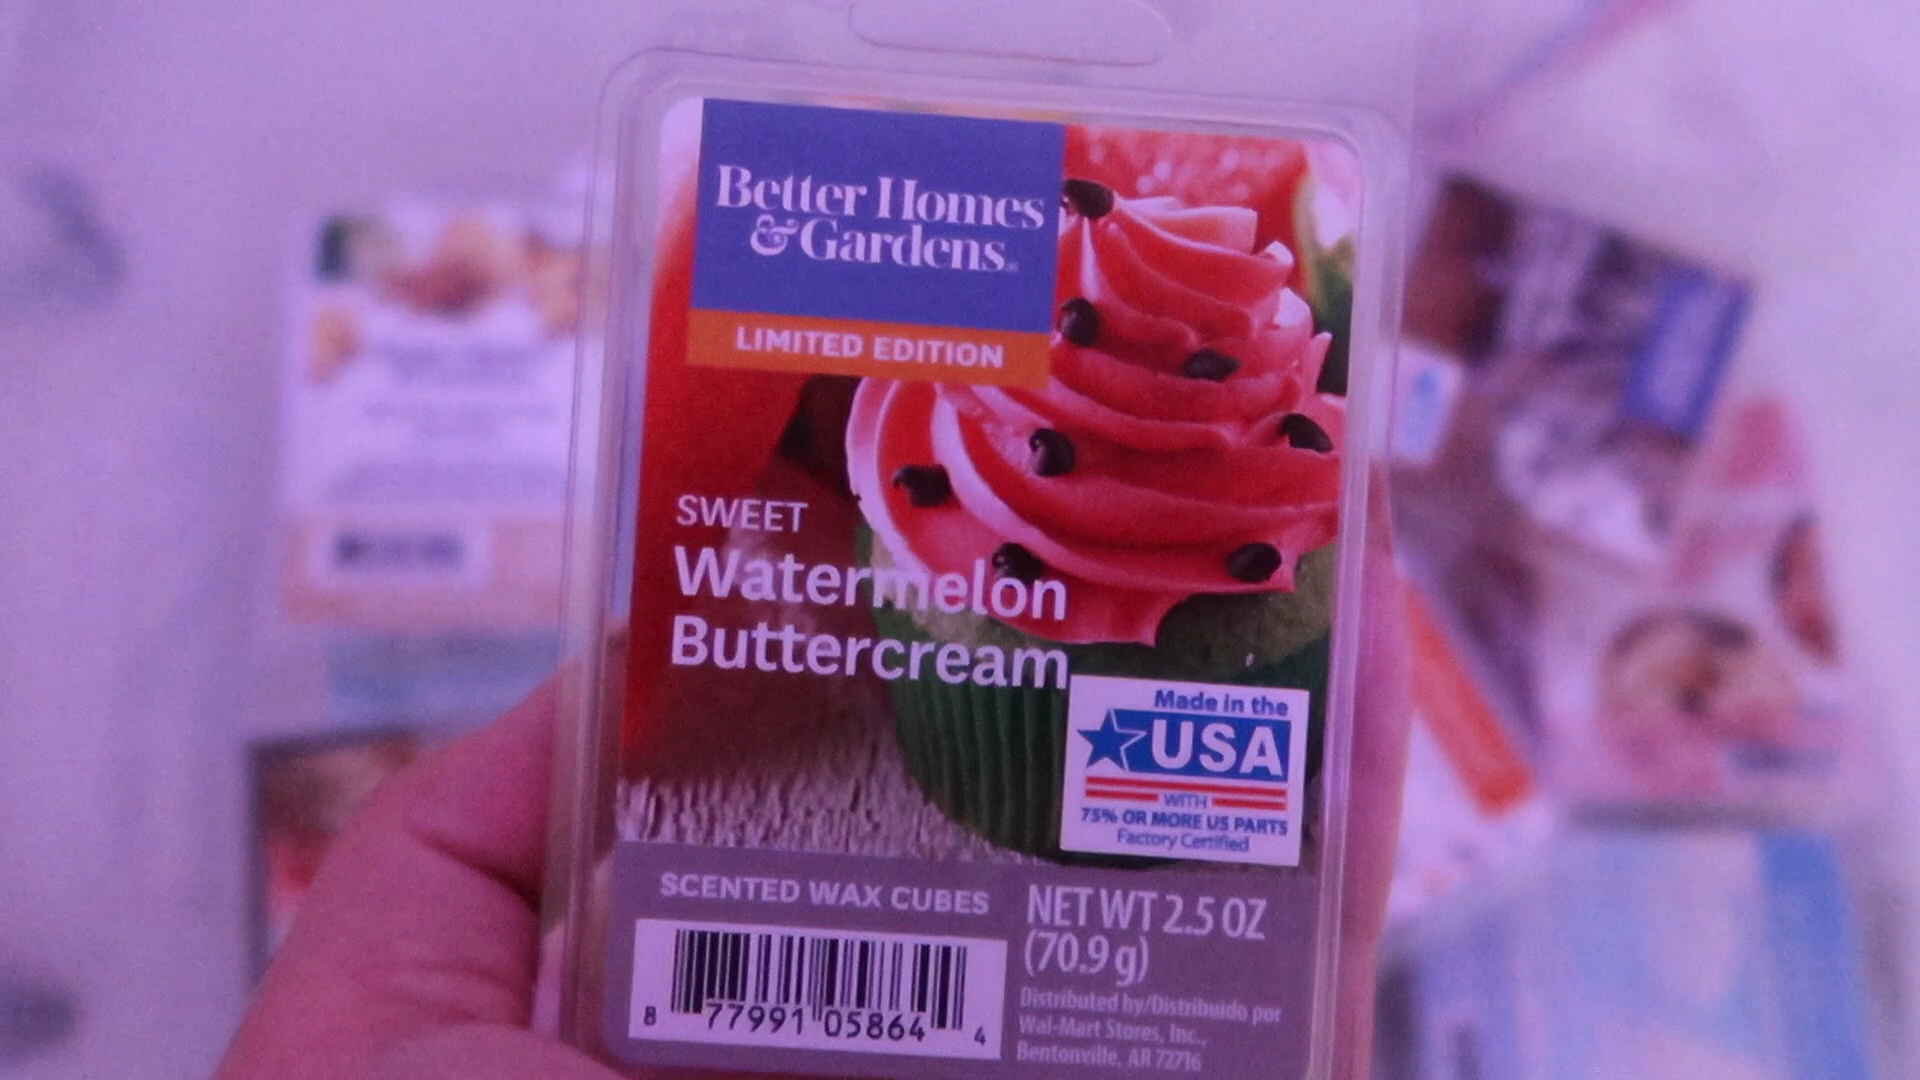 Better Homes
& Gardens
LIMITED EDITION
SWEET
Watermelon
Buttercream
Made in the
USA
WITH
75% OR MORE US PARTS
Factory Certified
SCENTED WAX CUBES
NET WT 2.5 OZ
(70.9 g)
8 77991 05864 4
Distributed by/Distribuido por
Wal-Mart Stores, Inc.,
Bentonville, AR 72716